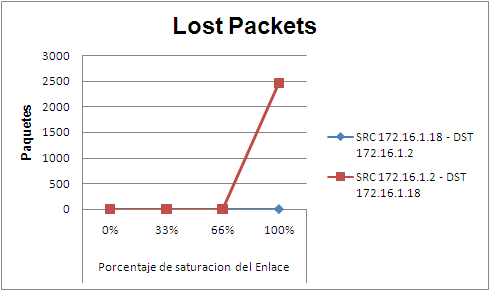 Lost Packets
Paquetes
3000
2500
2000
1500
1000
500
0
0% 33% 66% 100%
Porcentaje de saturacion del Enlace
SRC 172.16.1.18 - DST
172.16.1.2
SRC 172.16.1.2 - DST
172.16.1.18